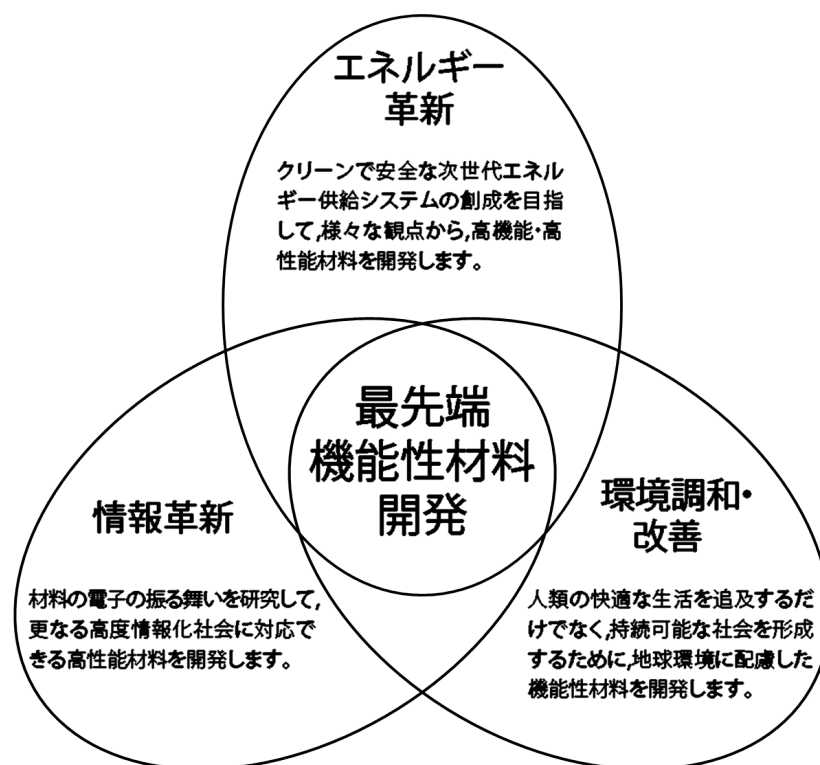 エネルギー
革新
クリーンで安全な次世代エネル
ギー供給システムの創成を目指
して,様々な観点から,高機能・高
性能材料を開発します。
最先端
機能性材料
開発
情報革新
材料の電子の振る舞いを研究して,
更なる高度情報化社会に対応で
きる高性能材料を開発します。
環境調和・
改善
人類の快適な生活を追及するだ
けでなく,持続可能な社会を形成
するために,地球環境に配慮した
機能性材料を開発します。